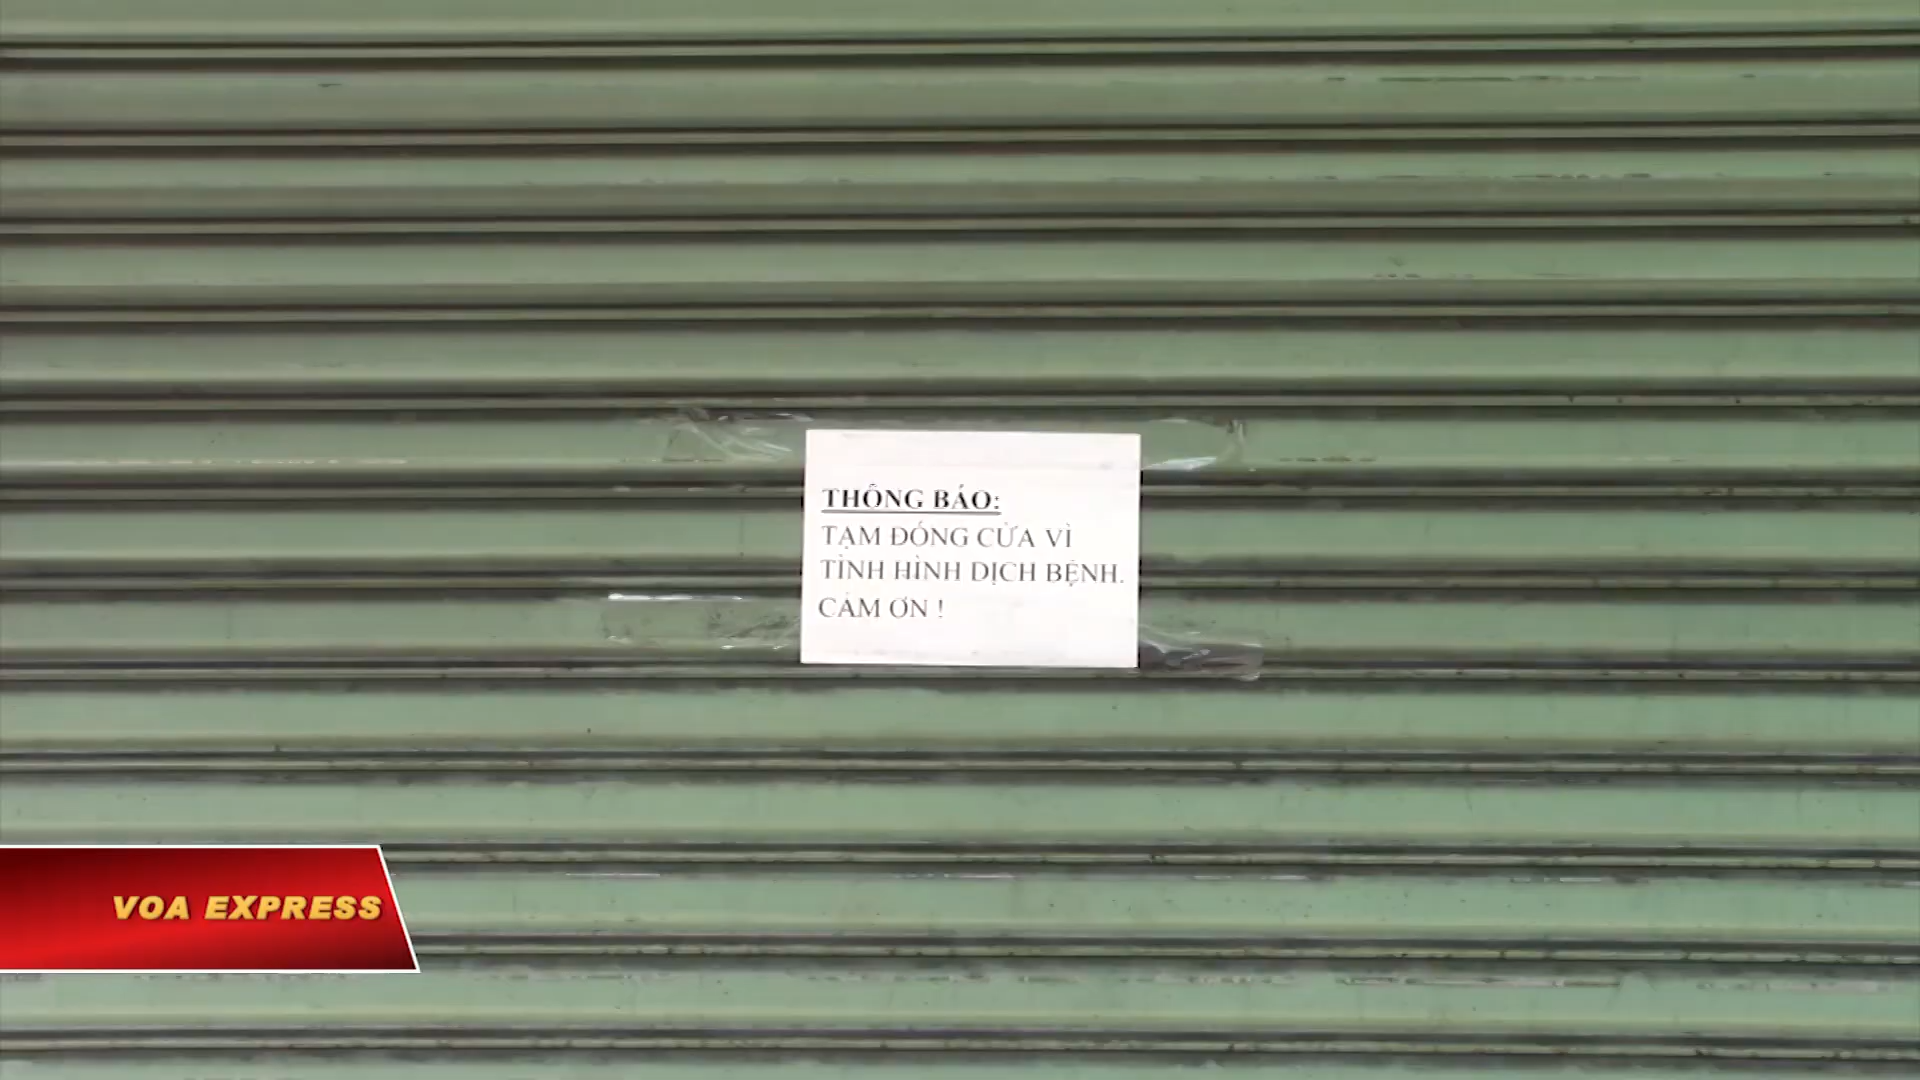 THÔNG BÁO:
TẠM ĐÓNG CỬA VÌ
TÌNH HÌNH DỊCH BỆNH.
CẢM ƠN !
VOA EXPRESS